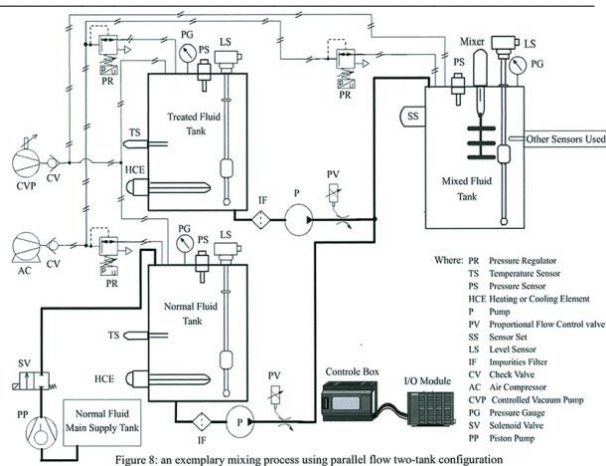 PG
PS
LS
PR
Treated Fluid
Tank
TS
HCE
CVP
CV
IF
P
PV
PR
PS
Mixer
LS
PG
SS
Other Sensors Used
Mixed Fluid
Tank
AC
CV
PR
PG
PS
LS
Normal Fluid
Tank
TS
HCE
SV
PP
Normal Fluid
Main Supply Tank
IF
P
PV
Controle Box
I/O Module
Where: PR Pressure Regulator
TS Temperature Sensor
PS Pressure Sensor
HCE Heating or Cooling Element
P Pump
PV Proportional Flow Control valve
SS Sensor Set
LS Level Sensor
IF Impurities Filter
CV Check Valve
AC Air Compressor
CVP Controlled Vacuum Pump
PG Pressure Gauge
SV Solenoid Valve
PP Piston Pump
Figure 8: an exemplary mixing process using parallel flow two-tank configuration